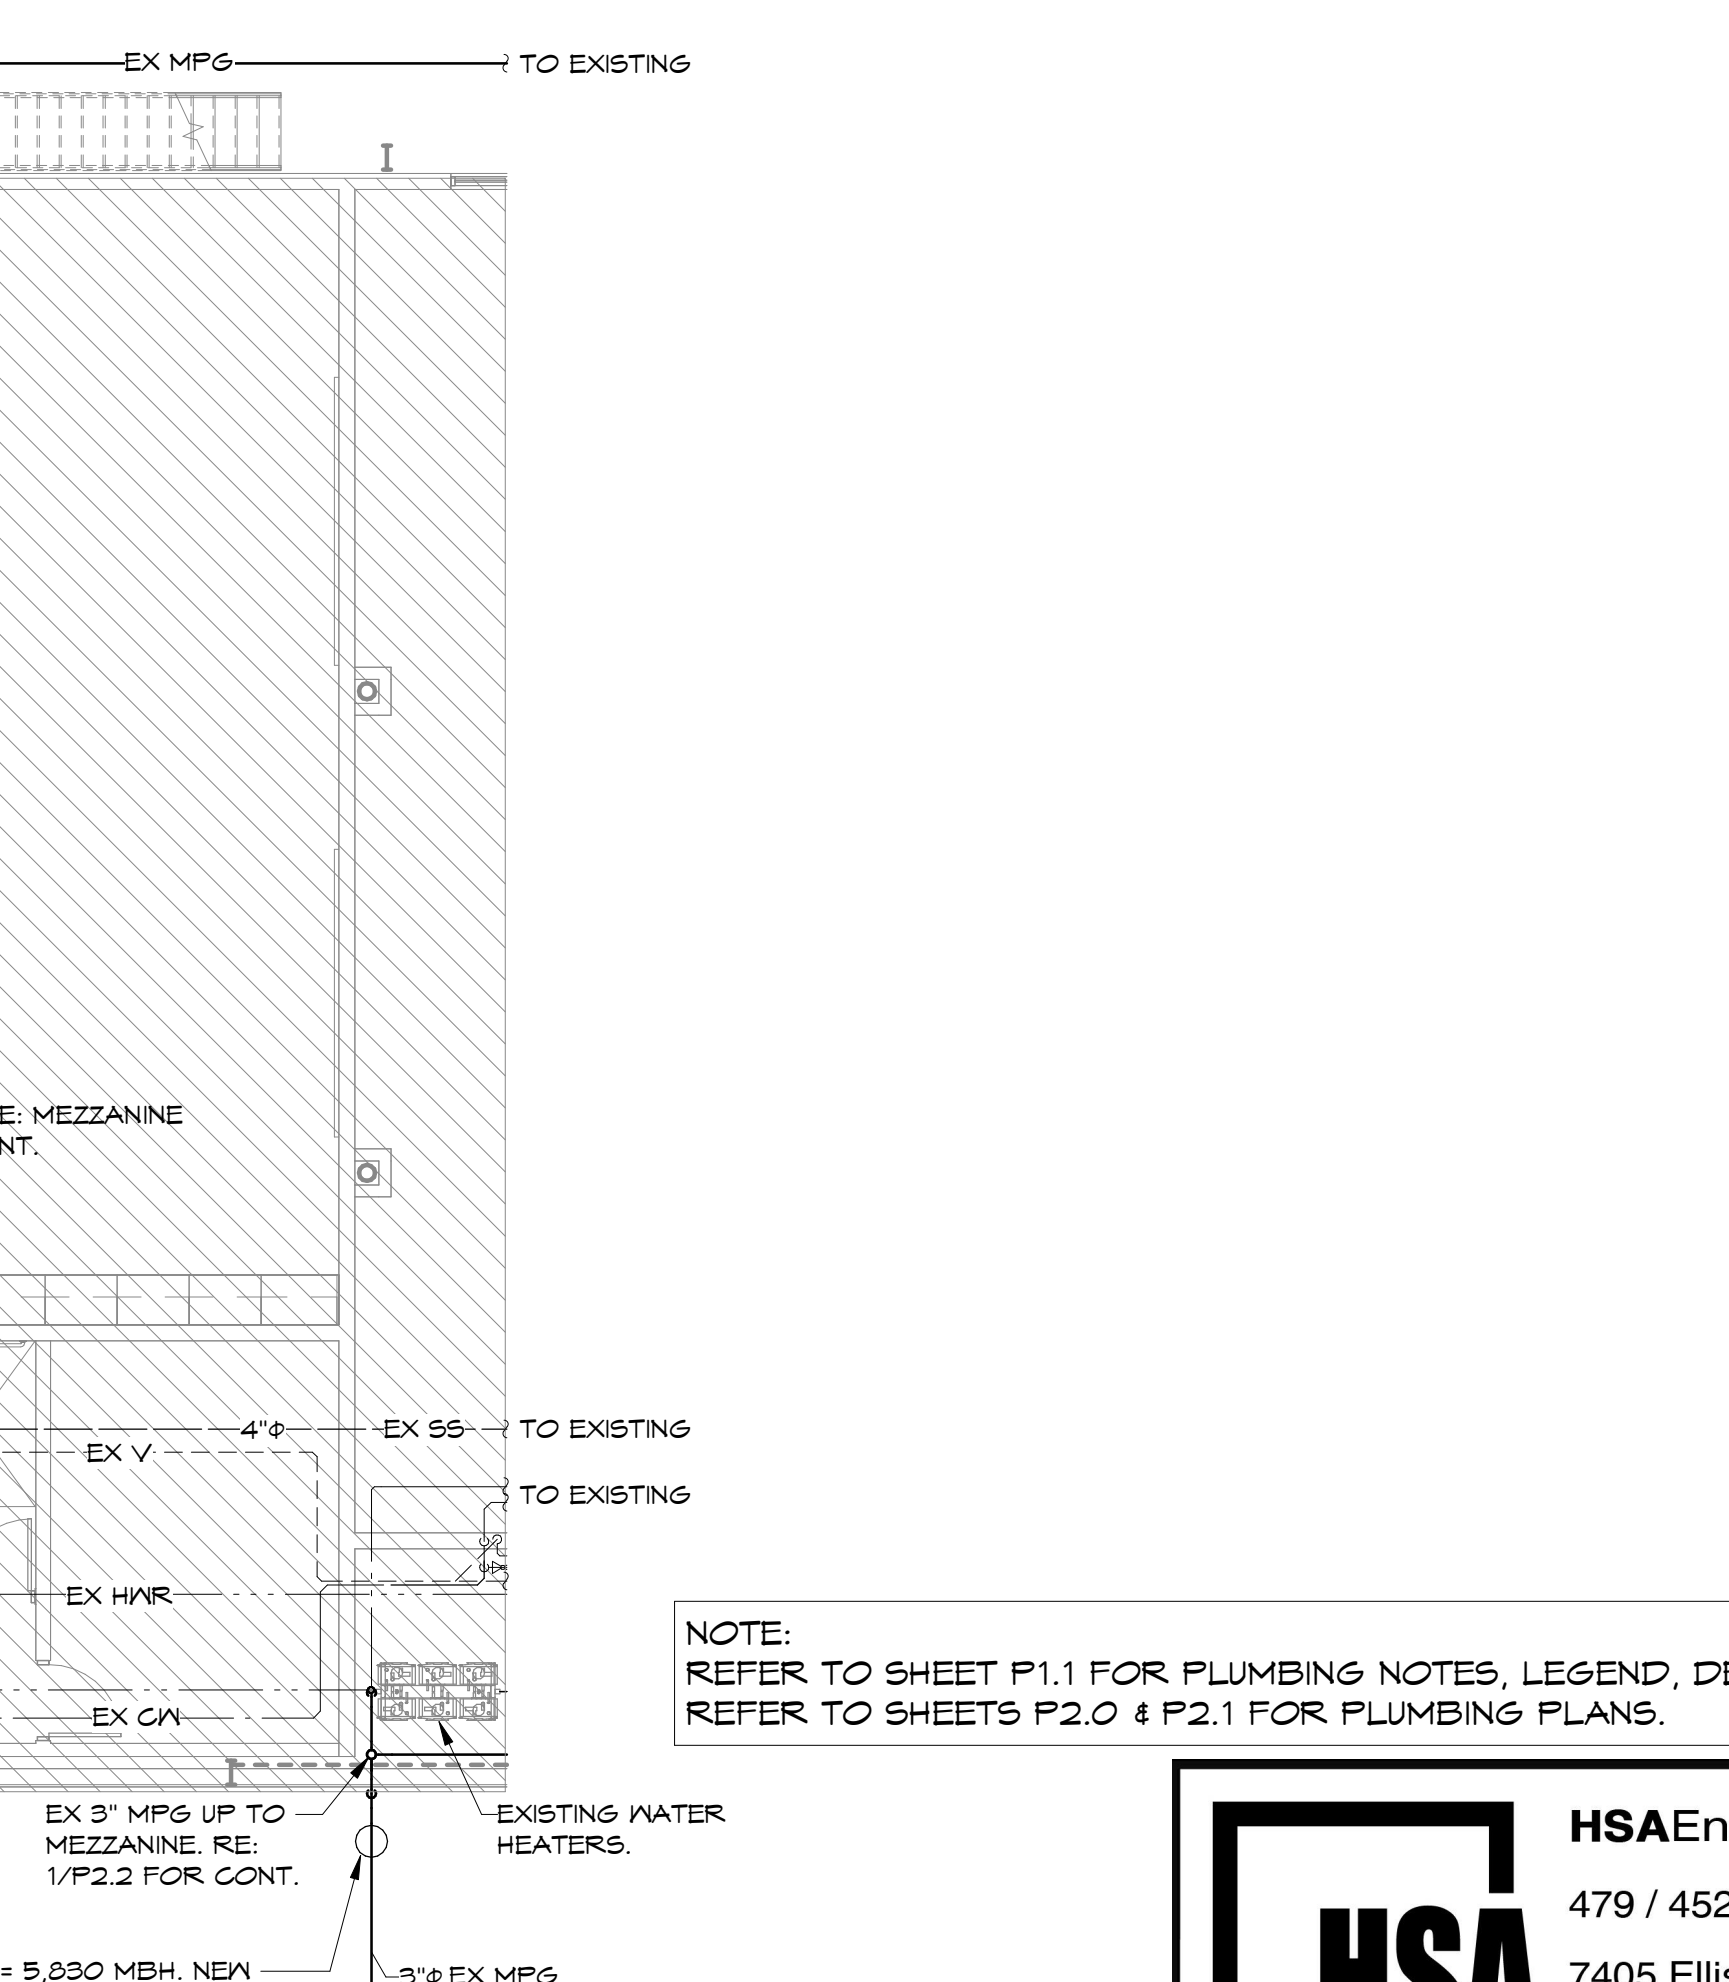 EX MPG TO EXISTING
E: MEZZANINE
NT.
4"Φ EX SS TO EXISTING
EX V
TO EXISTING
EX HWR
NOTE:
REFER TO SHEET P1.1 FOR PLUMBING NOTES, LEGEND, DE
REFER TO SHEETS P2.0 & P2.1 FOR PLUMBING PLANS.
EX CW
EX 3" MPG UP TO
MEZZANINE. RE:
1/P2.2 FOR CONT.
EXISTING WATER
HEATERS.
= 5,830 MBH. NEW
3"Φ EX MPG
HSA
HSAEn
479 / 452
7405 Ellis